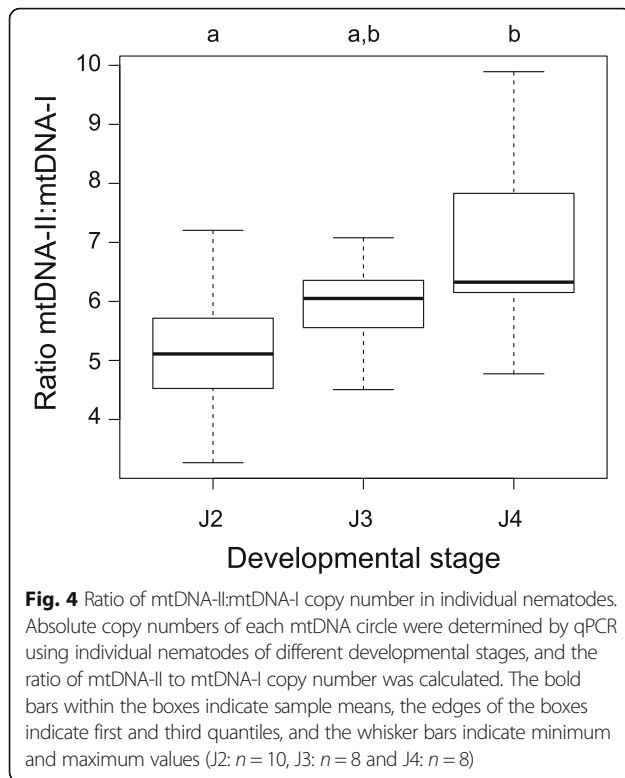 a a,b b
10
9
8
7
6
5
4
Ratio mtDNA-II:mtDNA-I
J2 J3 J4
Developmental stage
Fig. 4 Ratio of mtDNA-II:mtDNA-I copy number in individual nematodes.
Absolute copy numbers of each mtDNA circle were determined by qPCR
using individual nematodes of different developmental stages, and the
ratio of mtDNA-II to mtDNA-I copy number was calculated. The bold
bars within the boxes indicate sample means, the edges of the boxes
indicate first and third quantiles, and the whisker bars indicate minimum
and maximum values (J2: n = 10, J3: n = 8 and J4: n = 8)